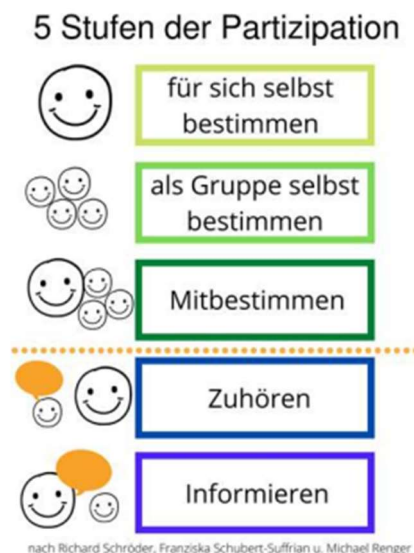 5 Stufen der Partizipation
für sich selbst
bestimmen
als Gruppe selbst
bestimmen
Mitbestimmen
Zuhören
Informieren
nach Richard Schröder, Franziska Schubert-Suffrian u. Michael Renger